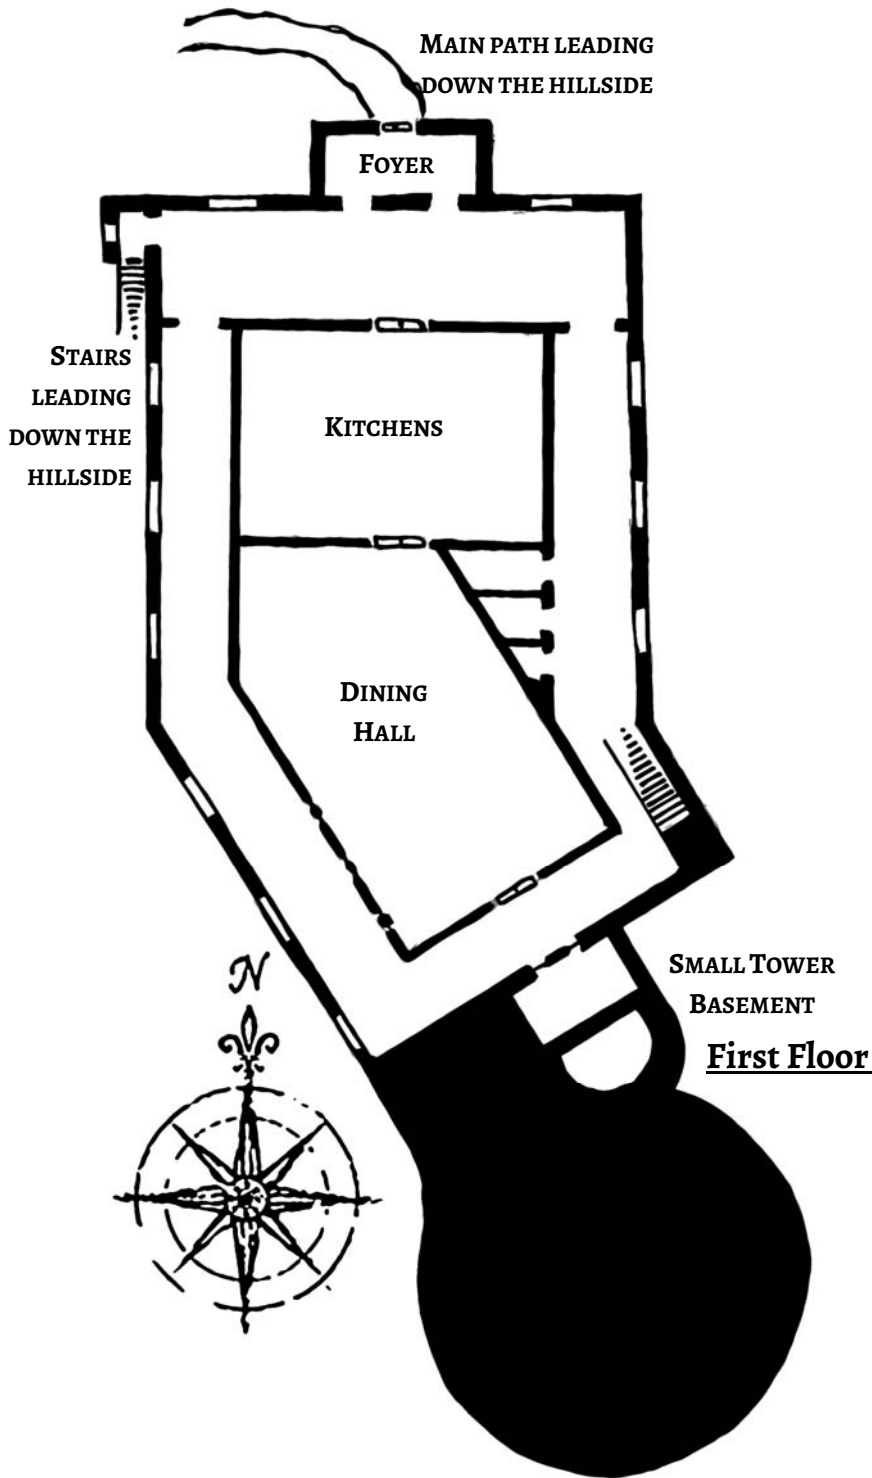 Main path leading
down the hillside
Foyer
Stairs
leading
down the
hillside
Kitchens
Dining
Hall
N
Small Tower
Basement
First Floor